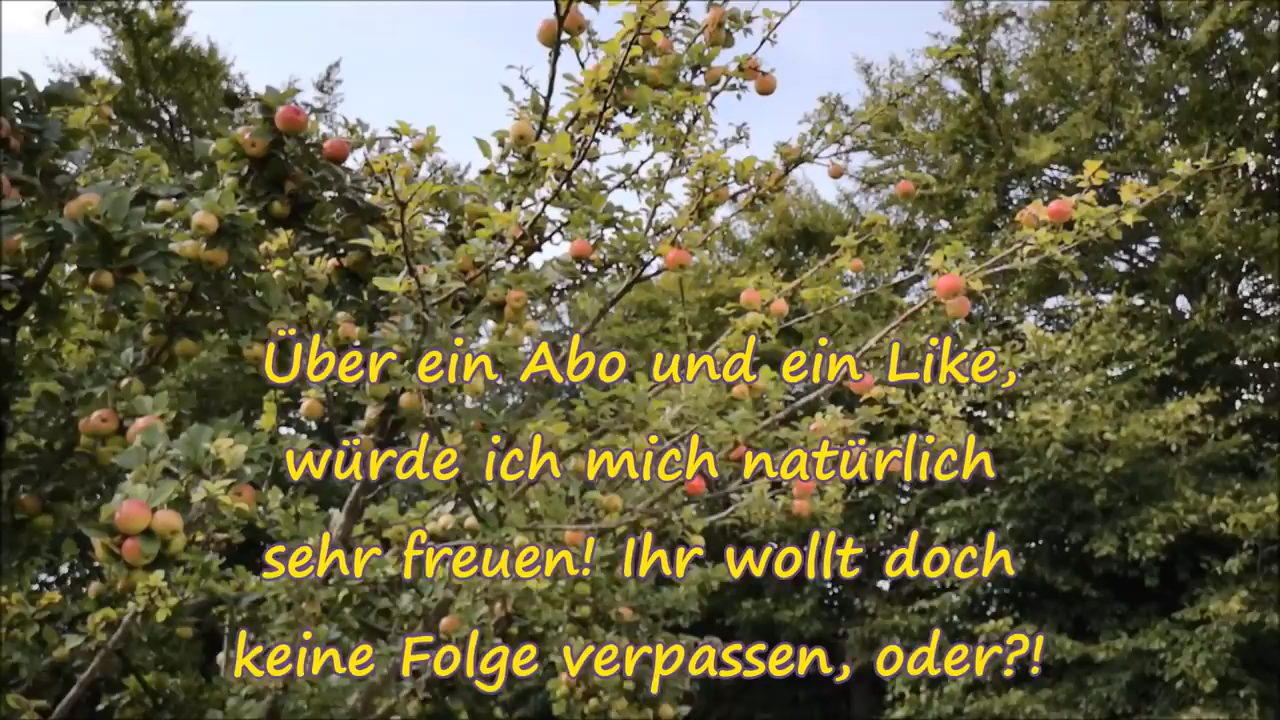 Über ein Abo und ein Like,
würde ich mich natürlich
sehr freuen! Ihr wollt doch
keine Folge verpassen, oder?!